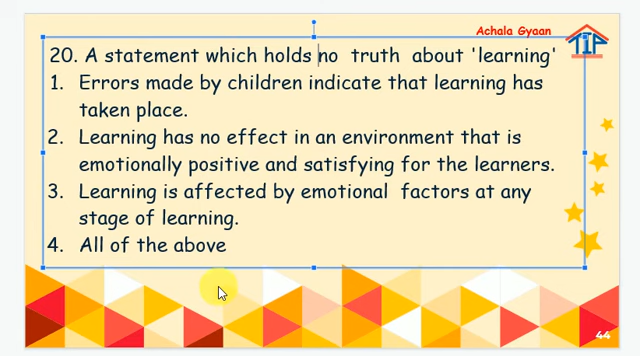 Achala Gyaan
TiP
20. A statement which holds no truth about 'learning'
1. Errors made by children indicate that learning has
taken place.
2. Learning has no effect in an environment that is
emotionally positive and satisfying for the learners.
3. Learning is affected by emotional factors at any
stage of learning.
4. All of the above
44